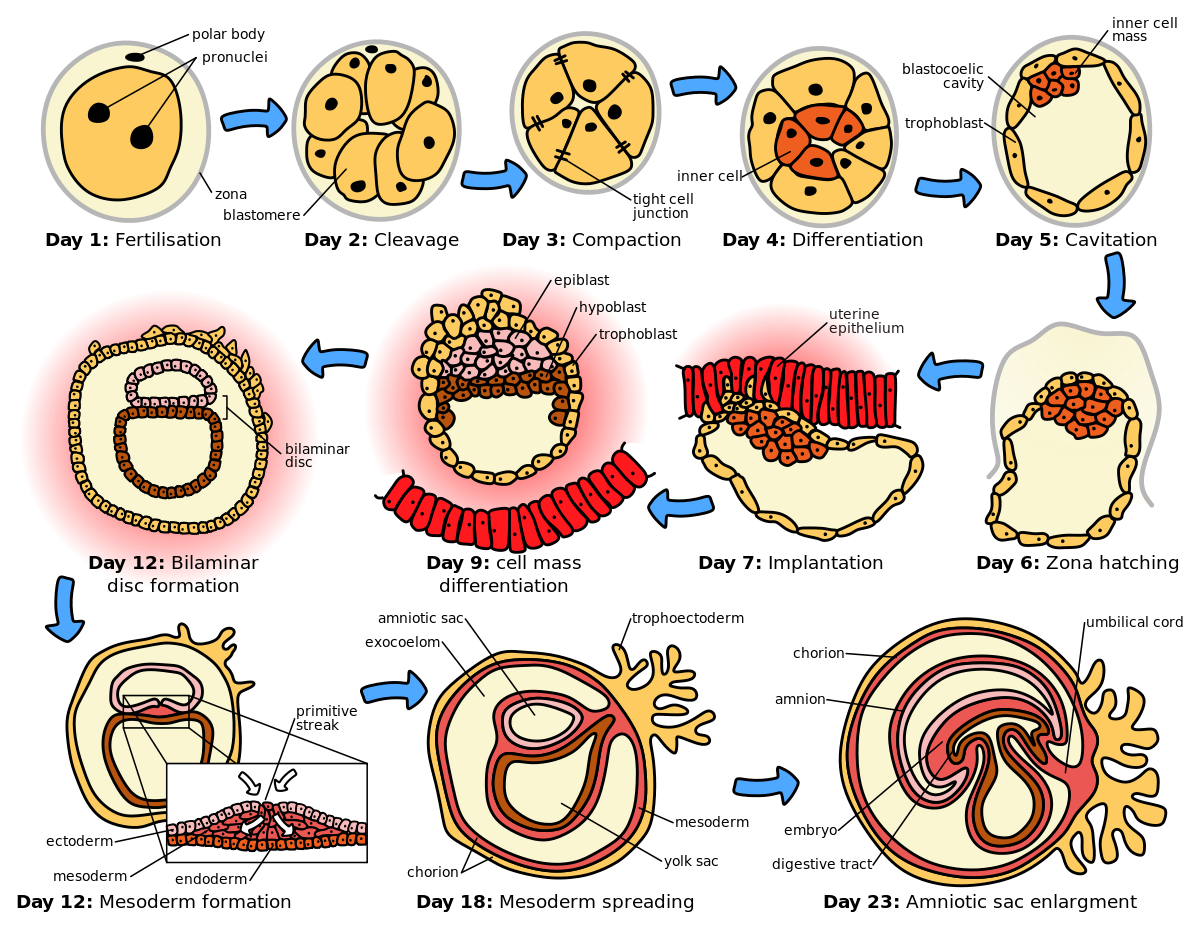 polar body
pronuclei
zona
blastomere
tight cell
junction
inner cell
inner cell
mass
blastocoelic
cavity
trophoblast
Day 1: Fertilisation
Day 2: Cleavage
Day 3: Compaction
Day 4: Differentiation
Day 5: Cavitation
epiblast
hypoblast
trophoblast
uterine
epithelium
bilaminar
disc
Day 12: Bilaminar
disc formation
Day 9: cell mass
differentiation
Day 7: Implantation
Day 6: Zona hatching
primitive
streak
ectoderm
mesoderm
endoderm
amniotic sac
exocoelom
trophoectoderm
mesoderm
yolk sac
chorion
umbilical cord
chorion
amnion
embryo
digestive tract
Day 12: Mesoderm formation
Day 18: Mesoderm spreading
Day 23: Amniotic sac enlargment